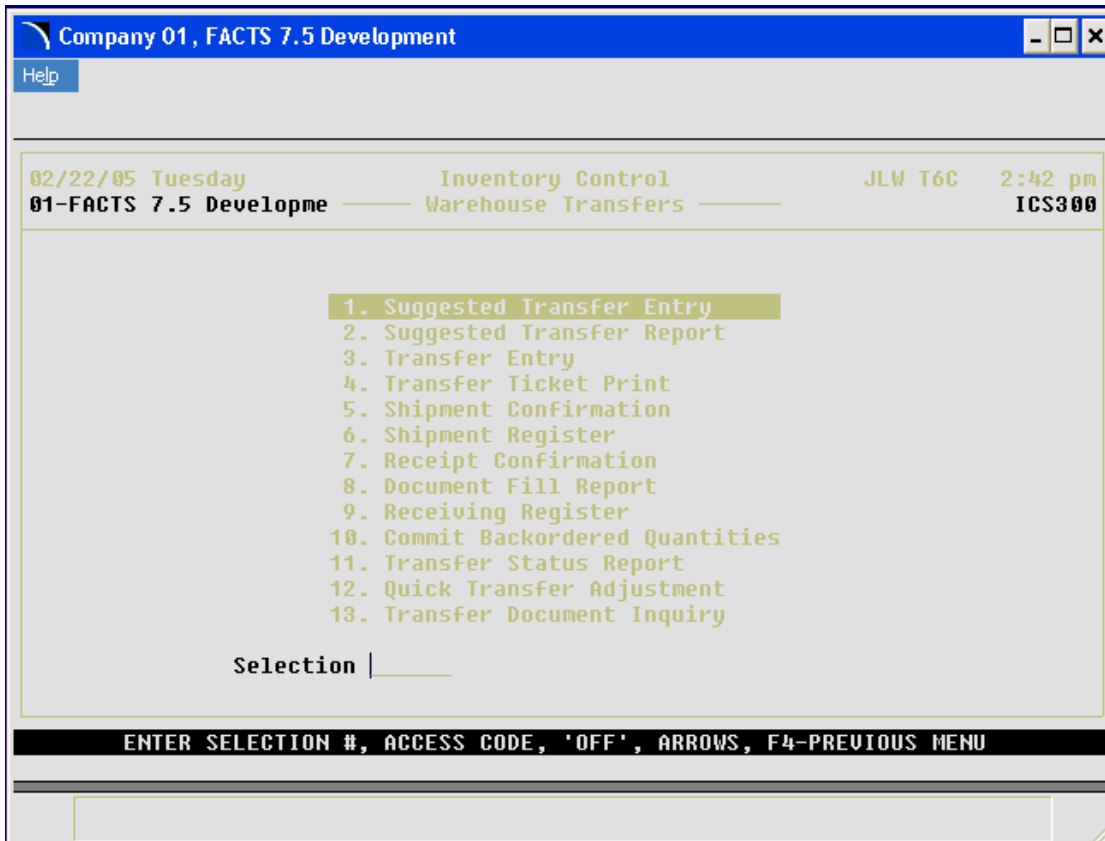 Company 01, FACTS 7.5 Development
Help
02/22/05 Tuesday Inventory Control JLW T6C 2:42 pm
01-FACTS 7.5 Developme Warehouse Transfers ICS300
1. Suggested Transfer Entry
2. Suggested Transfer Report
3. Transfer Entry
4. Transfer Ticket Print
5. Shipment Confirmation
6. Shipment Register
7. Receipt Confirmation
8. Document Fill Report
9. Receiving Register
10. Commit Backordered Quantities
11. Transfer Status Report
12. Quick Transfer Adjustment
13. Transfer Document Inquiry
Selection
ENTER SELECTION #, ACCESS CODE, 'OFF', ARROWS, F4-PREVIOUS MENU